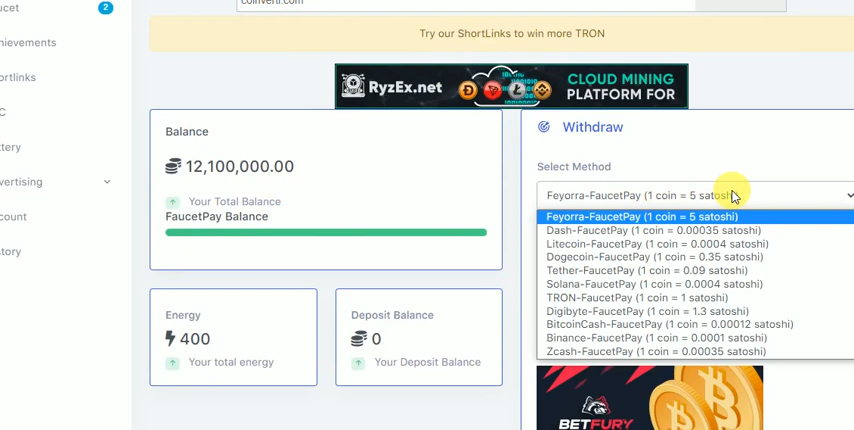 coinverti.com
ucet
2
hievements
ortlinks
C
ttery
vertising
count
story
Try our ShortLinks to win more TRON
RyzEx.net
CLOUD MINING
PLATFORM FOR
Balance
12,100,000.00
Your Total Balance
FaucetPay Balance
Energy
400
Your total energy
Deposit Balance
0
Your Deposit Balance
Withdraw
Select Method
Feyorra-FaucetPay (1 coin = 5 satoshi)
Feyorra-FaucetPay (1 coin = 5 satoshi)
Dash-FaucetPay (1 coin = 0.00035 satoshi)
Litecoin-FaucetPay (1 coin = 0.0004 satoshi)
Dogecoin-FaucetPay (1 coin = 0.35 satoshi)
Tether-FaucetPay (1 coin = 0.09 satoshi)
Solana-FaucetPay (1 coin = 0.0004 satoshi)
TRON-FaucetPay (1 coin = 1 satoshi)
Digibyte-FaucetPay (1 coin = 1.3 satoshi)
BitcoinCash-FaucetPay (1 coin = 0.00012 satoshi)
Binance-FaucetPay (1 coin = 0.0001 satoshi)
Zcash-FaucetPay (1 coin = 0.00035 satoshi)
BETFURY